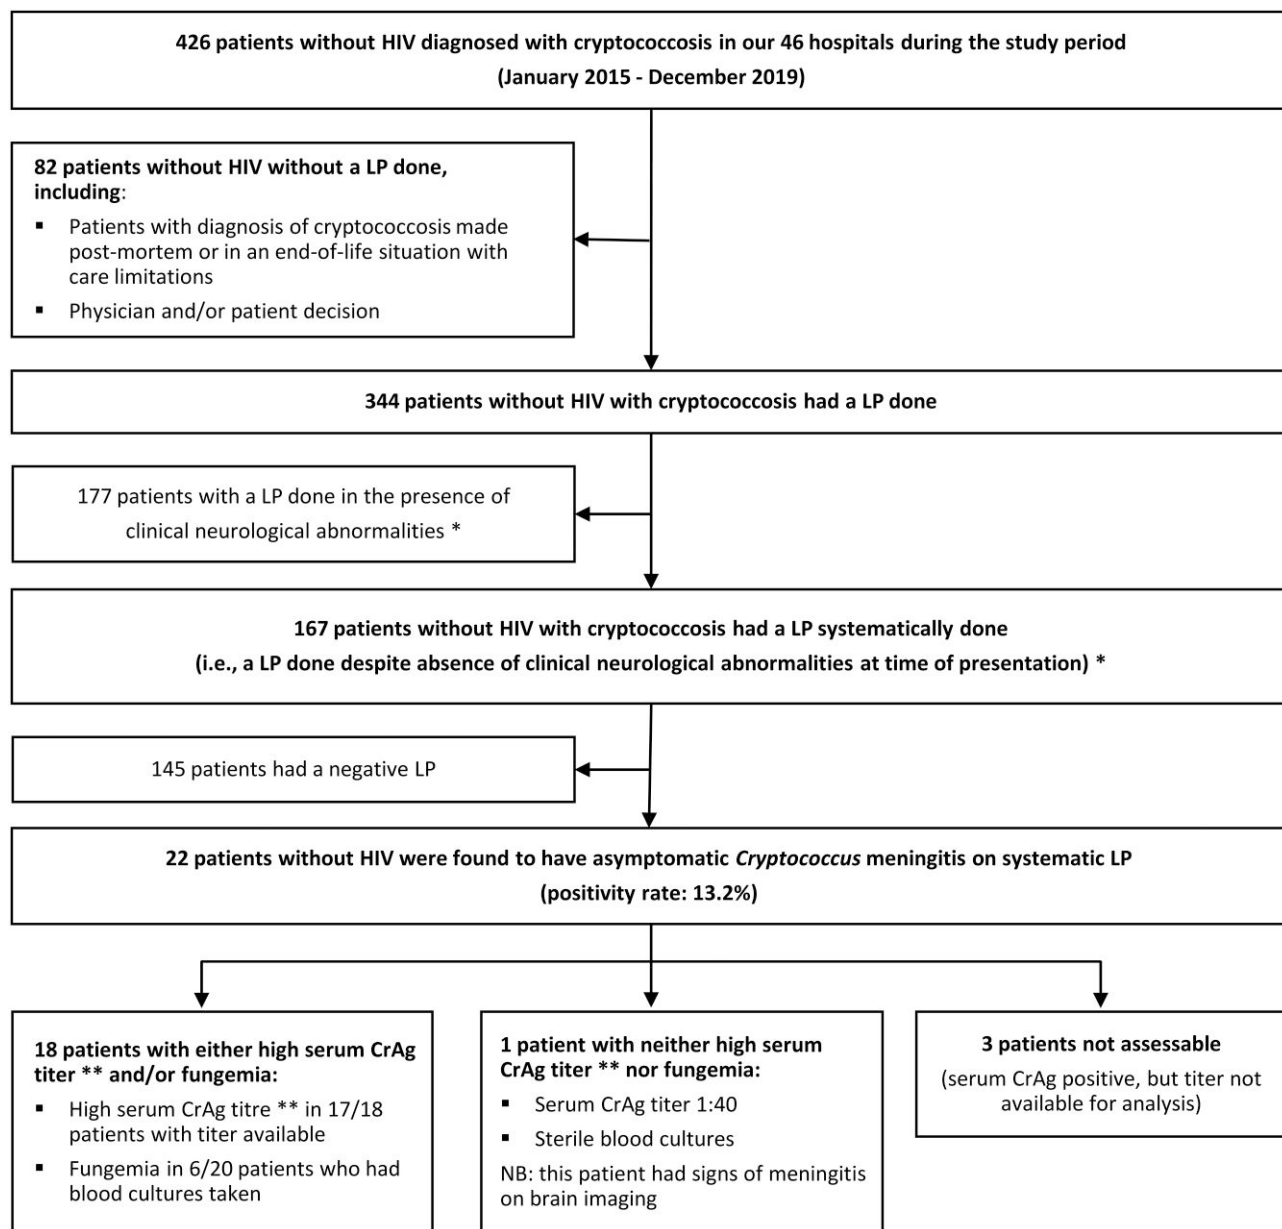 426 patients without HIV diagnosed with cryptococcosis in our 46 hospitals during the study period
(January 2015 - December 2019)
82 patients without HIV without a LP done,
including:
▪ Patients with diagnosis of cryptococcosis made
post-mortem or in an end-of-life situation with
care limitations
▪ Physician and/or patient decision
344 patients without HIV with cryptococcosis had a LP done
177 patients with a LP done in the presence of
clinical neurological abnormalities *
167 patients without HIV with cryptococcosis had a LP systematically done
(i.e., a LP done despite absence of clinical neurological abnormalities at time of presentation) *
145 patients had a negative LP
22 patients without HIV were found to have asymptomatic Cryptococcus meningitis on systematic LP
(positivity rate: 13.2%)
18 patients with either high serum CrAg
titer ** and/or fungemia:
▪ High serum CrAg titre ** in 17/18
patients with titer available
▪ Fungemia in 6/20 patients who had
blood cultures taken
1 patient with neither high serum
CrAg titer ** nor fungemia:
▪ Serum CrAg titer 1:40
▪ Sterile blood cultures
NB: this patient had signs of meningitis
on brain imaging
3 patients not assessable
(serum CrAg positive, but titer not
available for analysis)